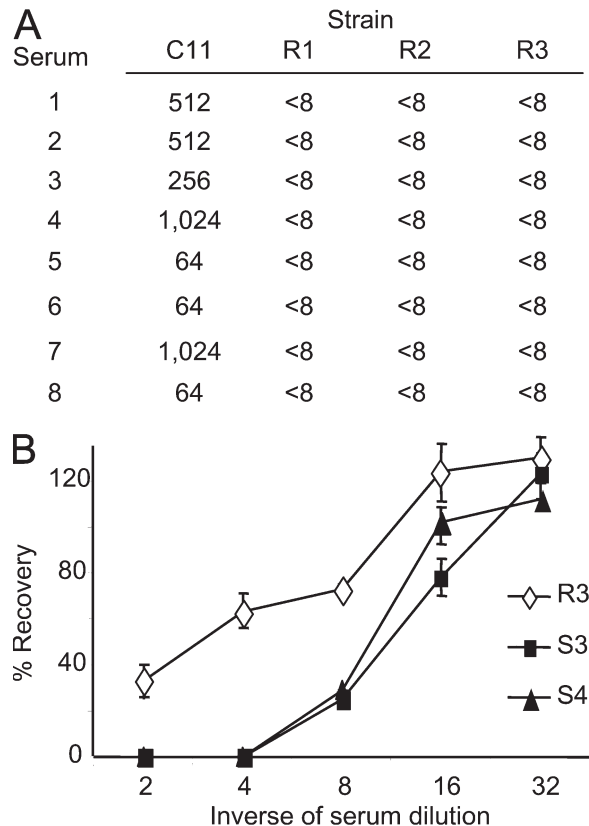 A
Strain
Serum C11 R1 R2 R3
1 512 <8 <8 <8
2 512 <8 <8 <8
3 256 <8 <8 <8
4 1,024 <8 <8 <8
5 64 <8 <8 <8
6 64 <8 <8 <8
7 1,024 <8 <8 <8
8 64 <8 <8 <8
B
120
80
40
0
% Recovery
R3
S3
S4
2 4 8 16 32
Inverse of serum dilution